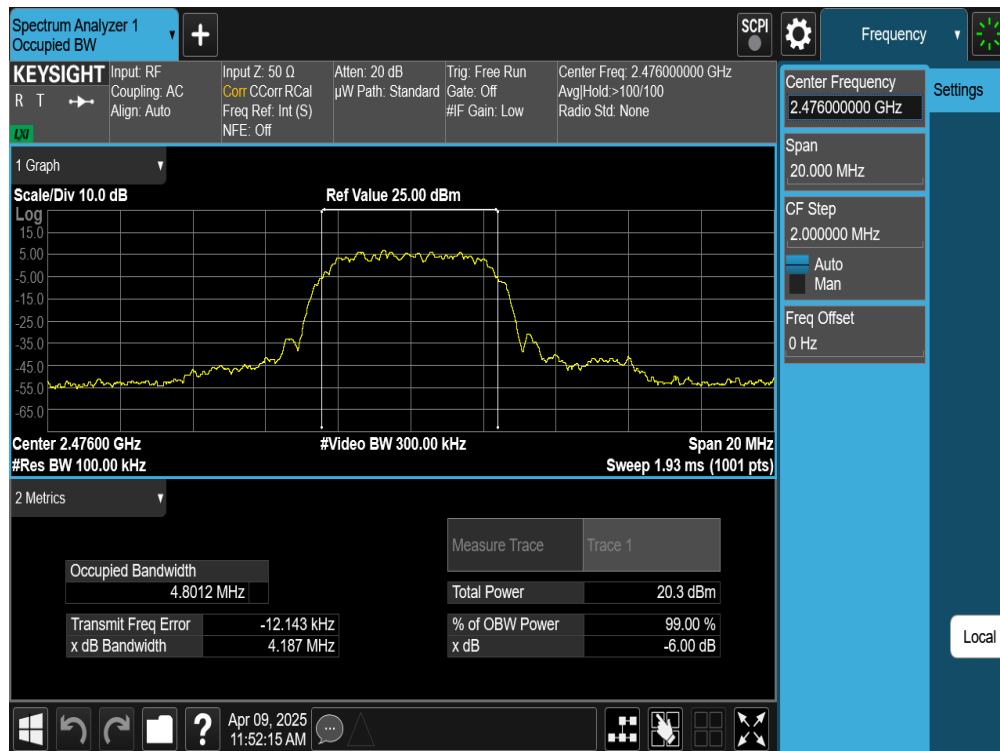 Spectrum Analyzer 1
Occupied BW
+
SCPI
Frequency
KEYSIGHT
R T
LXI
Input: RF
Coupling: AC
Align: Auto
Input Z: 50 Ω
Corr CCorr RCal
Freq Ref: Int (S)
NFE: Off
Atten: 20 dB
µW Path: Standard
Trig: Free Run
Gate: Off
#IF Gain: Low
Center Freq: 2.476000000 GHz
Avg|Hold:>100/100
Radio Std: None
Center Frequency
2.476000000 GHz
Settings
Span
20.000 MHz
CF Step
2.000000 MHz
Auto
Man
Freq Offset
0 Hz
Local
1 Graph
Scale/Div 10.0 dB
Ref Value 25.00 dBm
Log
15.0
5.00
-5.00
-15.0
-25.0
-35.0
-45.0
-55.0
-65.0
Center 2.47600 GHz
#Video BW 300.00 kHz
Span 20 MHz
#Res BW 100.00 kHz
Sweep 1.93 ms (1001 pts)
2 Metrics
Measure Trace
Trace 1
Occupied Bandwidth
4.8012 MHz
Total Power
20.3 dBm
Transmit Freq Error
-12.143 kHz
% of OBW Power
99.00 %
x dB Bandwidth
4.187 MHz
x dB
-6.00 dB
?
Apr 09, 2025
11:52:15 AM